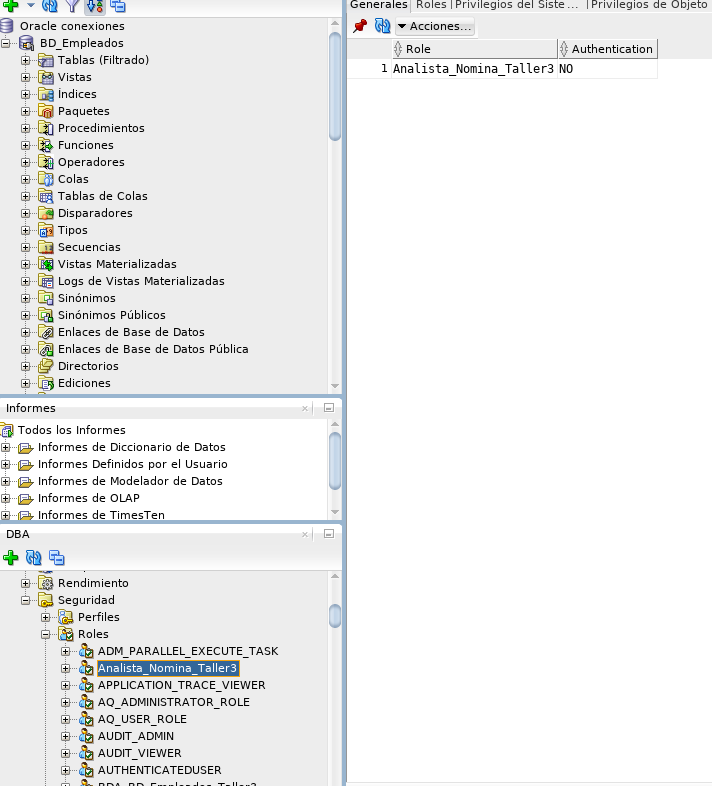 Oracle conexiones
BD_Empleados
Tablas (Filtrado)
Vistas
Índices
Paquetes
Procedimientos
Funciones
Operadores
Colas
Tablas de Colas
Disparadores
Tipos
Secuencias
Vistas Materializadas
Logs de Vistas Materializadas
Sinónimos
Sinónimos Públicos
Enlaces de Base de Datos
Enlaces de Base de Datos Pública
Directorios
Ediciones
Informes
Todos los Informes
Informes de Diccionario de Datos
Informes Definidos por el Usuario
Informes de Modelador de Datos
Informes de OLAP
Informes de TimesTen
DBA
Rendimiento
Seguridad
Perfiles
Roles
ADM_PARALLEL_EXECUTE_TASK
Analista_Nomina_Taller3
APPLICATION_TRACE_VIEWER
AQ_ADMINISTRATOR_ROLE
AQ_USER_ROLE
AUDIT_ADMIN
AUDIT_VIEWER
AUTHENTICATEDUSER
Generales Roles Privilegios del Siste... Privilegios de Objeto
Acciones...
Role Authentication
1 Analista_Nomina_Taller3 NO